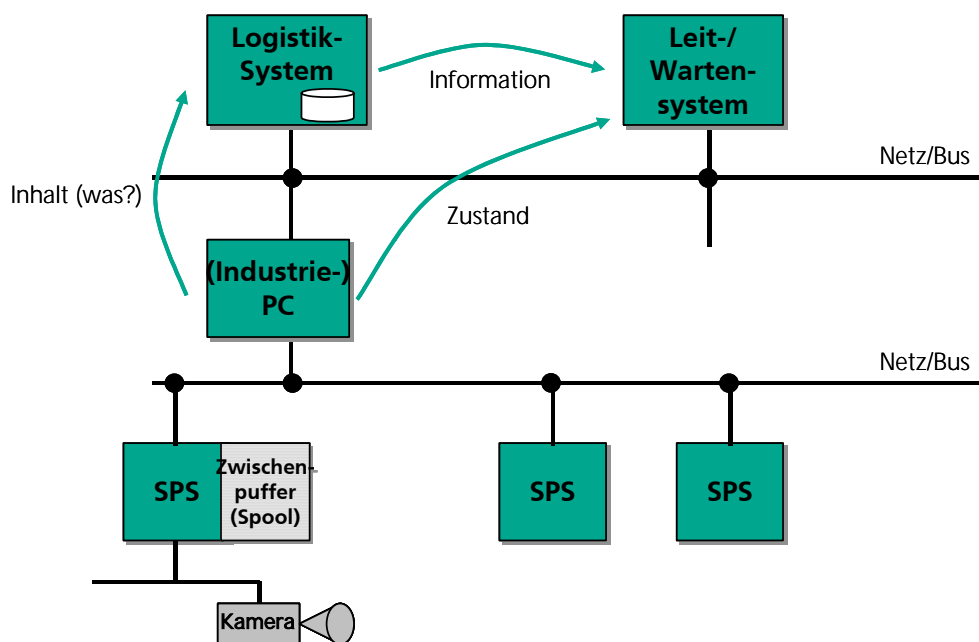 Logistik-
System
Information
Leit-/
Warten-
system
Netz/Bus
Inhalt (was?)
Zustand
(Industrie-)
PC
Netz/Bus
SPS
Zwischen-
puffer
(Spool)
SPS
SPS
Kamera